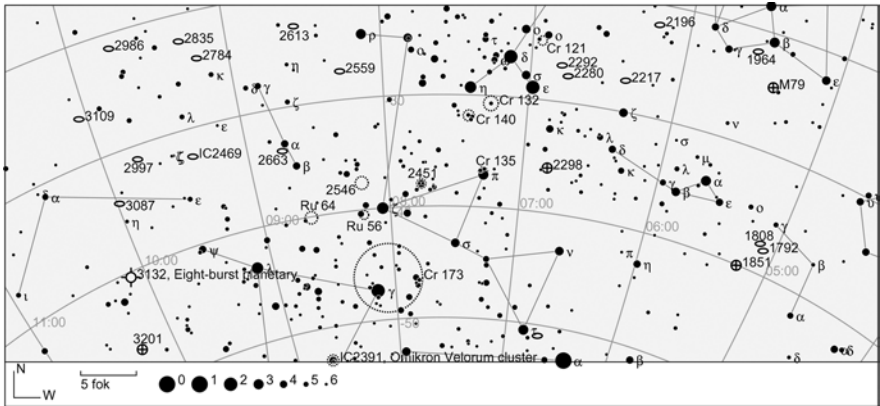 2986
2835
2784
2613
ρ
2559
α
τ
ω
ο
δ
σ
ο
Cr 121
2292
2280
2217
2196
δ
γ
α
β
1964
ε
M79
η
κ
δ γ
ζ
-30
η
ε
Cr 132
Cr 140
ζ
ν
3109
λ
ε
α
β
2663
κ
2298
λ
δ
κ
σ
λ
μ
2997
ζ
IC2469
2546
2451
Cr 135
π
γ
β
α
ε
ο
υ
δ α
3087
η
ε
Ru 64
Ru 56
ζ
08:00
09:00
07:00
06:00
γ
1808
1792
1851
05:00
β
10:00
ψ
λ
3132, Eight-burst planetary
Cr 173
γ
σ
ν
π
η
ι
11:00
-50
τ
α
3201
IC2391, Omikron Velorum cluster
α
β
δ
αδ
N
W
5 fok
0 1 2 3 4 5 6